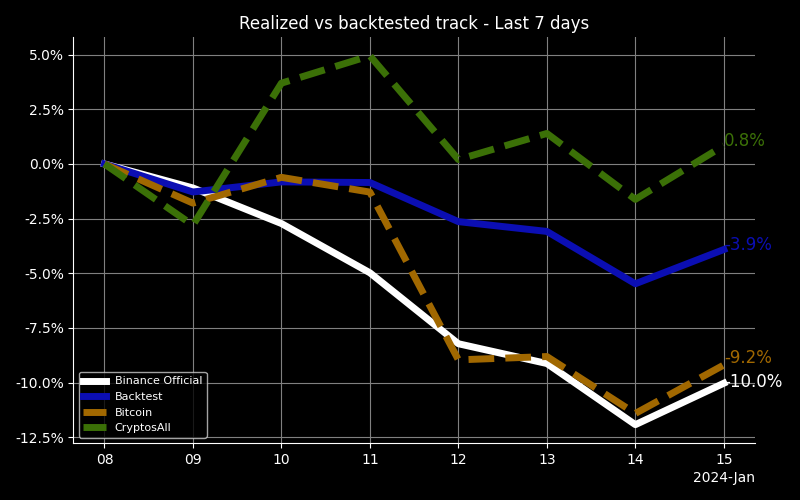 Realized vs backtested track - Last 7 days
5.0%
2.5%
0.0%
-2.5%
-5.0%
-7.5%
-10.0%
-12.5%
0.8%
-3.9%
-9.2%
-10.0%
Binance Official
Backtest
Bitcoin
CryptosAll
08 09 10 11 12 13 14 15
2024-Jan